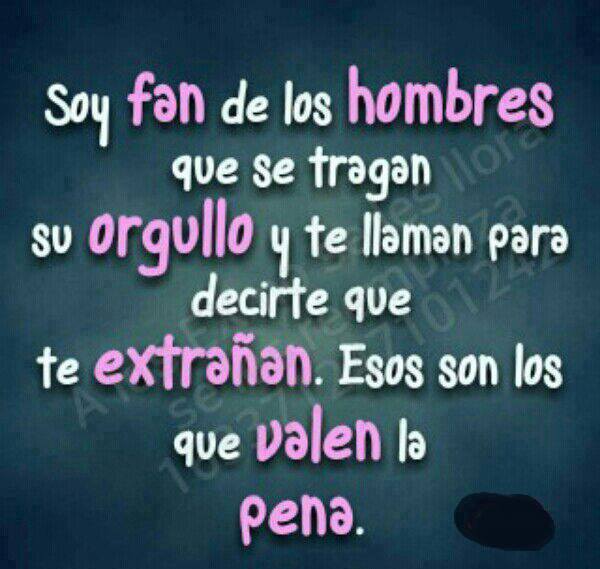 Soy fan de los hombres
que se tragan
su orgullo y te llaman para
decirte que
te extrañan. Esos son los
que valen la
pena.